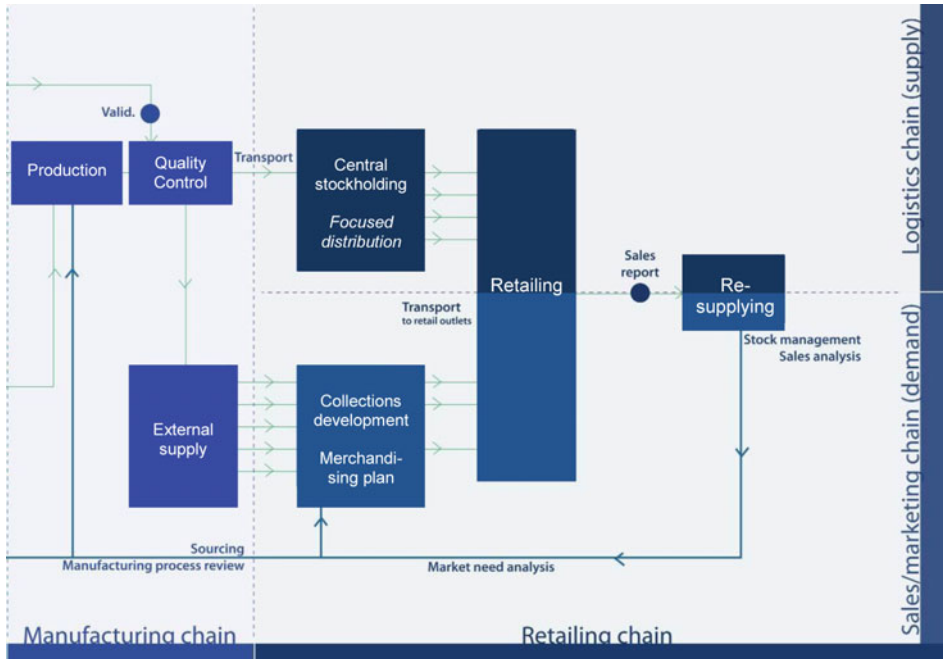 Valid.
Production
Quality
Control
Transport
Central
stockholding
Focused
distribution
Retailing
Sales
report
Re-
supplying
Transport
to retail outlets
Stock management
Sales analysis
External
supply
Collections
development
Merchandi-
sing plan
Sourcing
Manufacturing process review
Market need analysis
Manufacturing chain
Retailing chain
Logistics chain (supply)
Sales/marketing chain (demand)